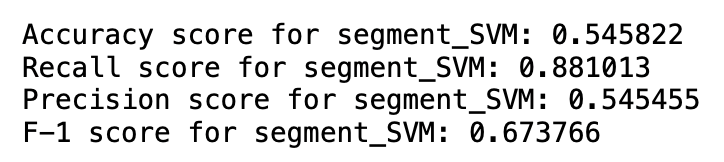 Accuracy score for segment_SVM: 0.545822
Recall score for segment_SVM: 0.881013
Precision score for segment_SVM: 0.545455
F-1 score for segment_SVM: 0.673766